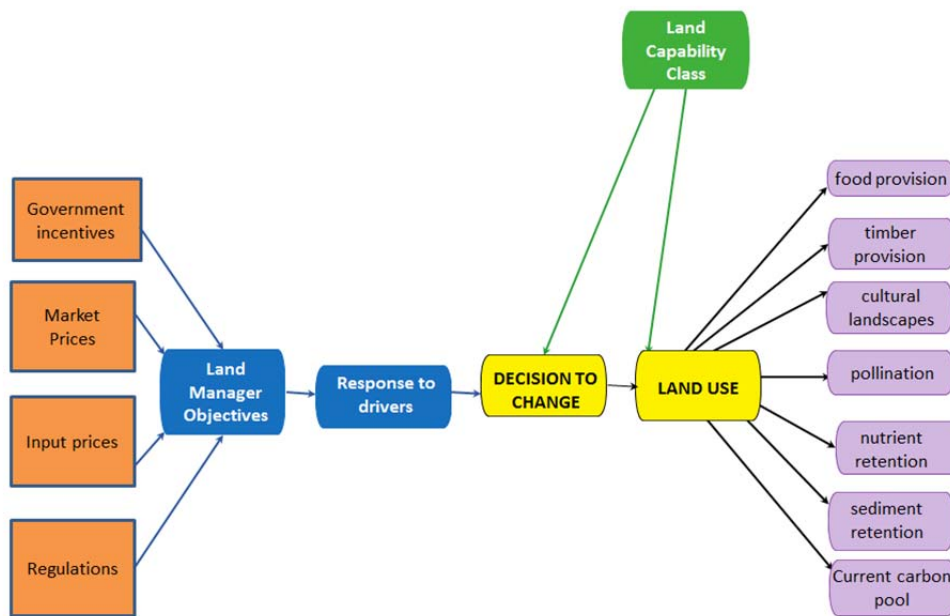 Land
Capability
Class
Government
incentives
Market
Prices
Input prices
Regulations
Land
Manager
Objectives
Response to
drivers
DECISION TO
CHANGE
LAND USE
food provision
timber
provision
cultural
landscapes
pollination
nutrient
retention
sediment
retention
Current carbon
pool